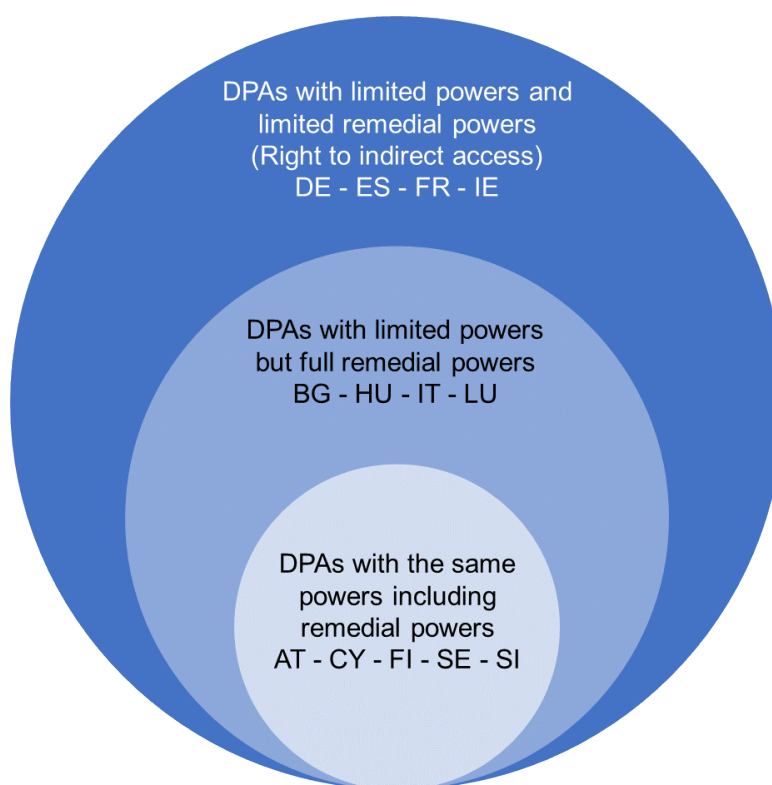 DPAs with limited powers and
limited remedial powers
(Right to indirect access)
DE - ES - FR - IE
DPAs with limited powers
but full remedial powers
BG - HU - IT - LU
DPAs with the same
powers including
remedial powers
AT - CY - FI - SE - SI